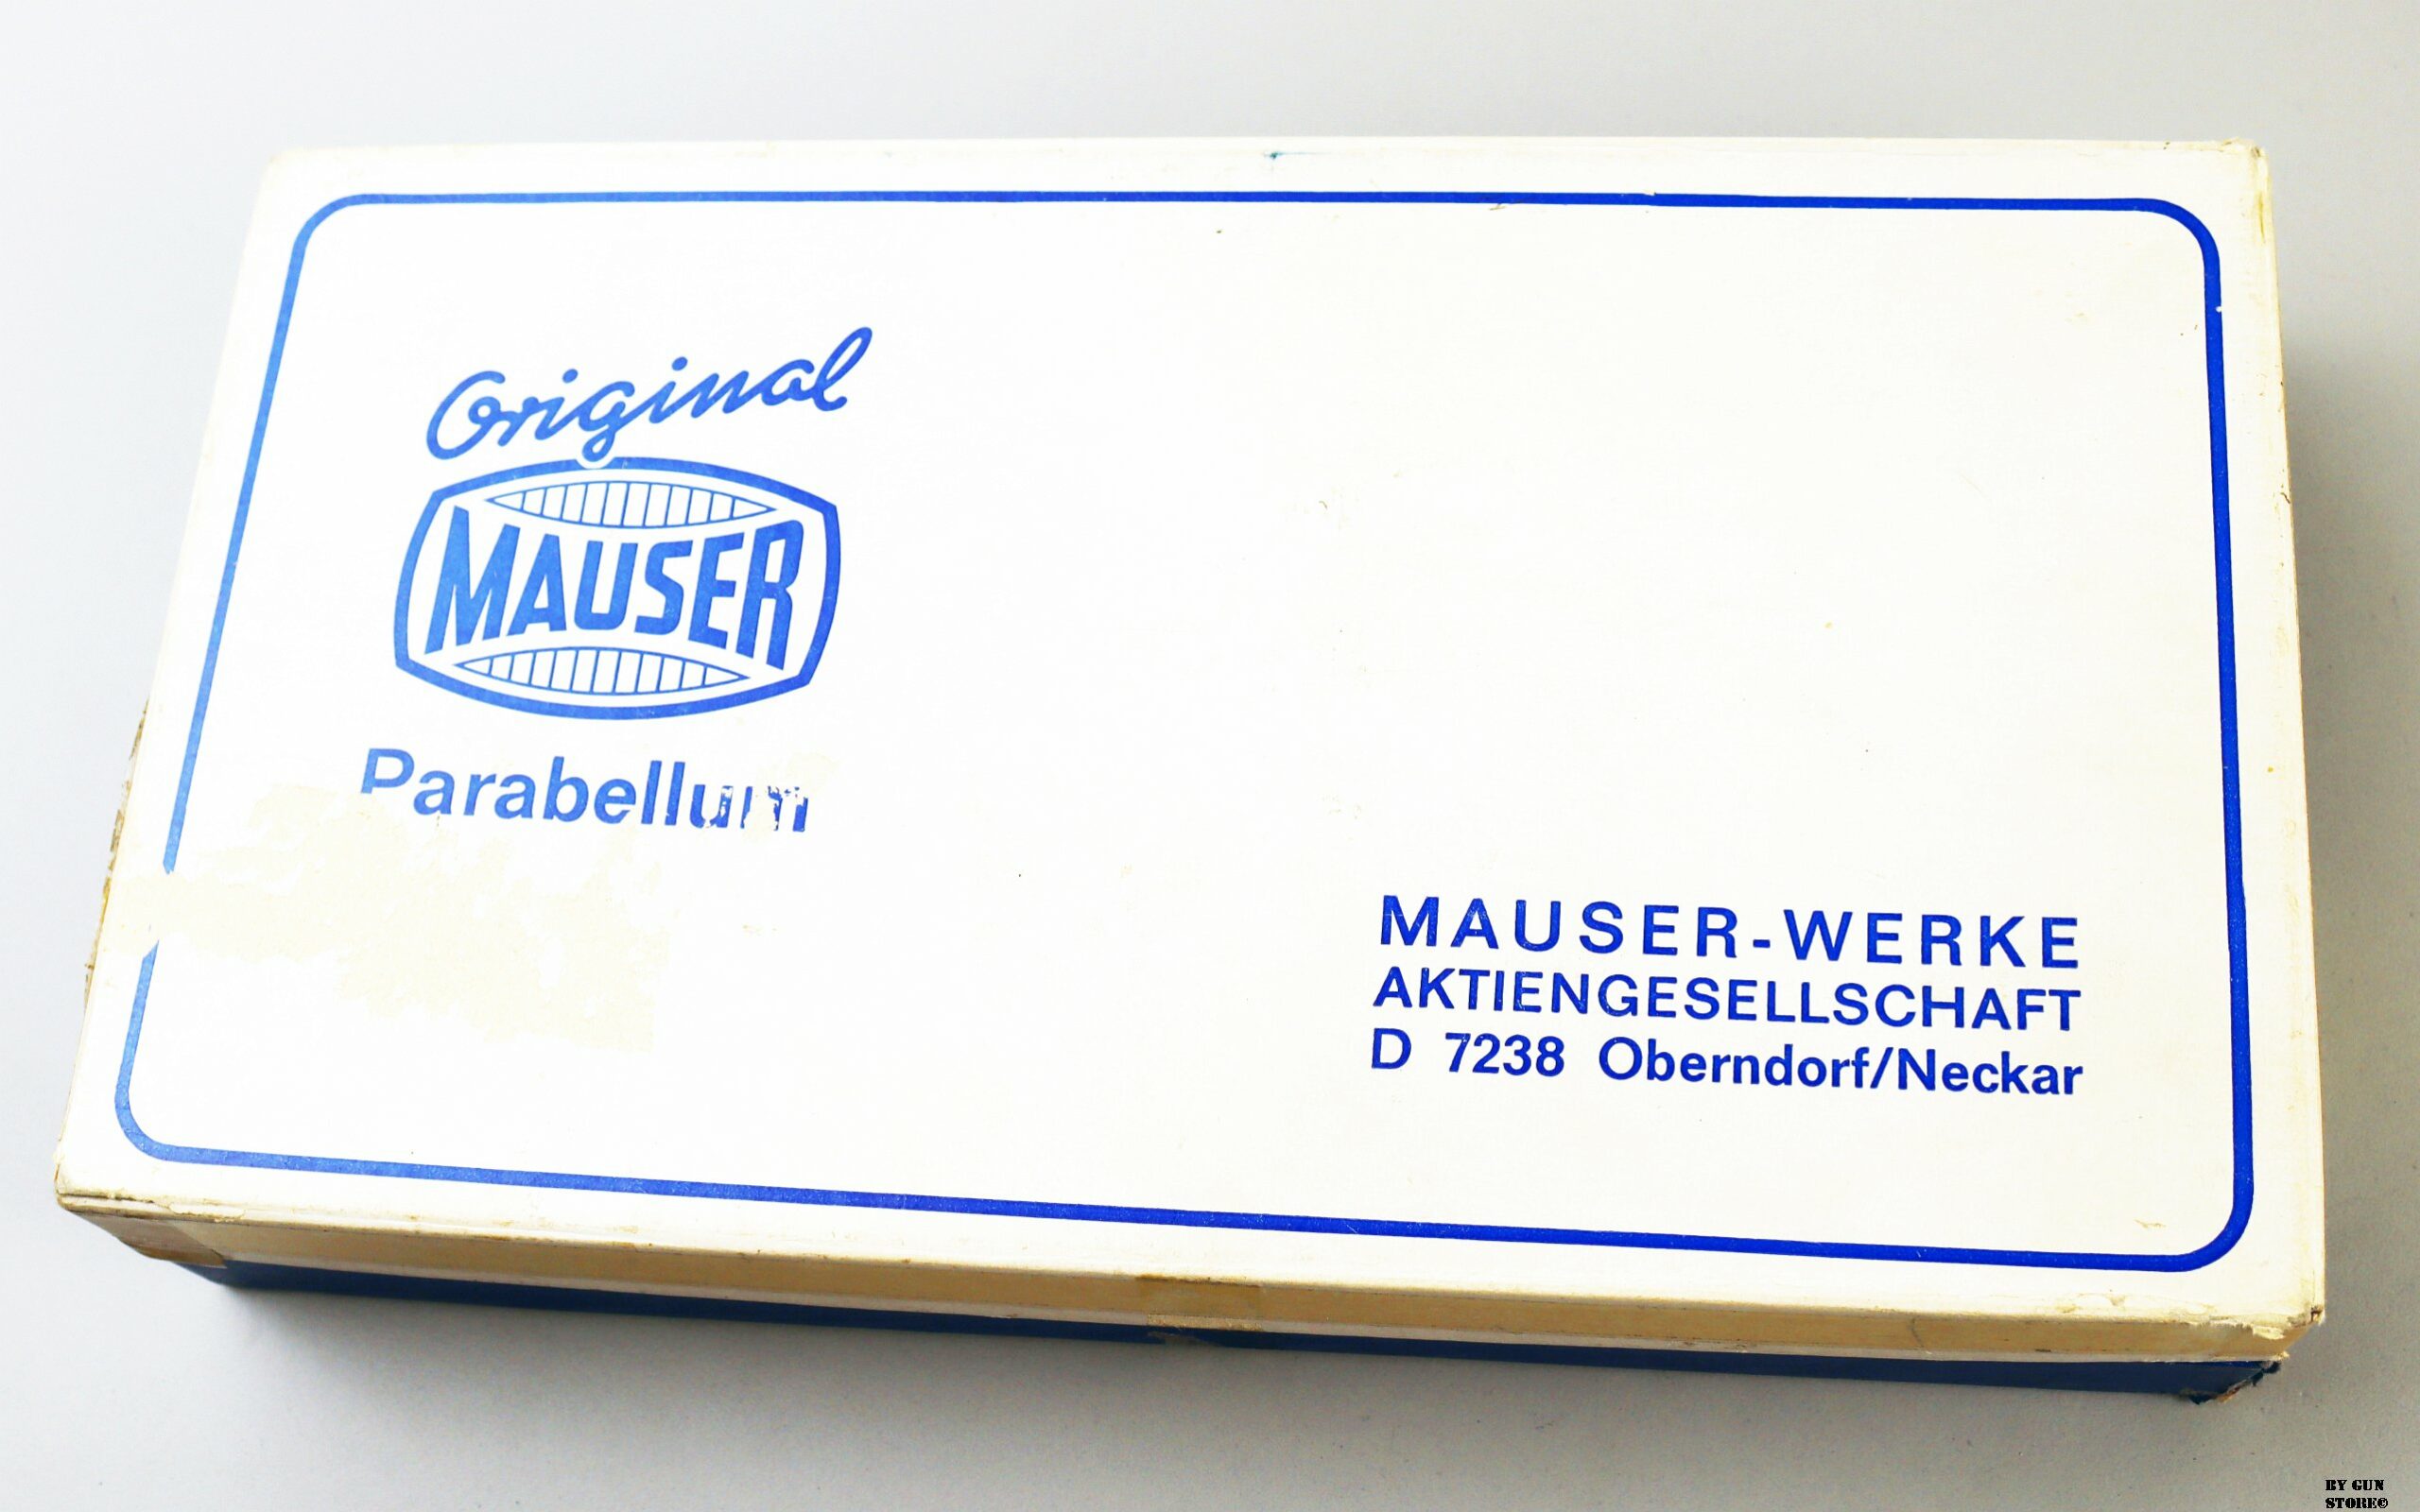 Original
MAUSER
Parabellum
MAUSER-WERKE
AKTIENGESELLSCHAFT
D 7238 Oberndorf/Neckar
BY GUN
STORE©